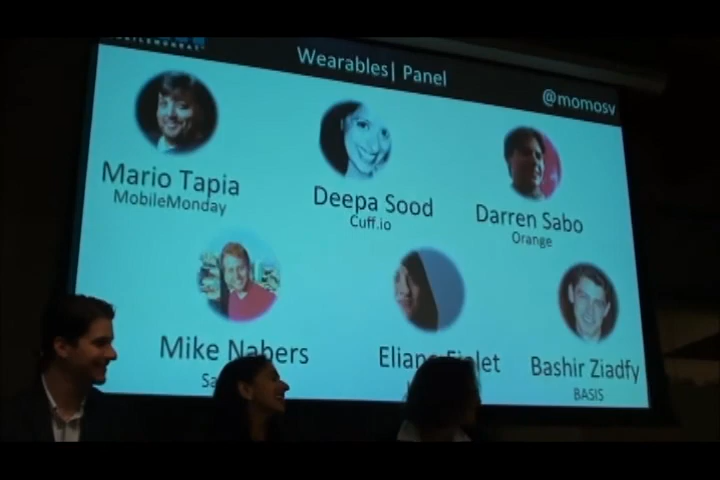 Wearables| Panel
@momosv
Mario Tapia
MobileMonday
Deepa Sood
Cuff.io
Darren Sabo
Orange
Mike Nabers
Bashir Ziadfy
BASIS